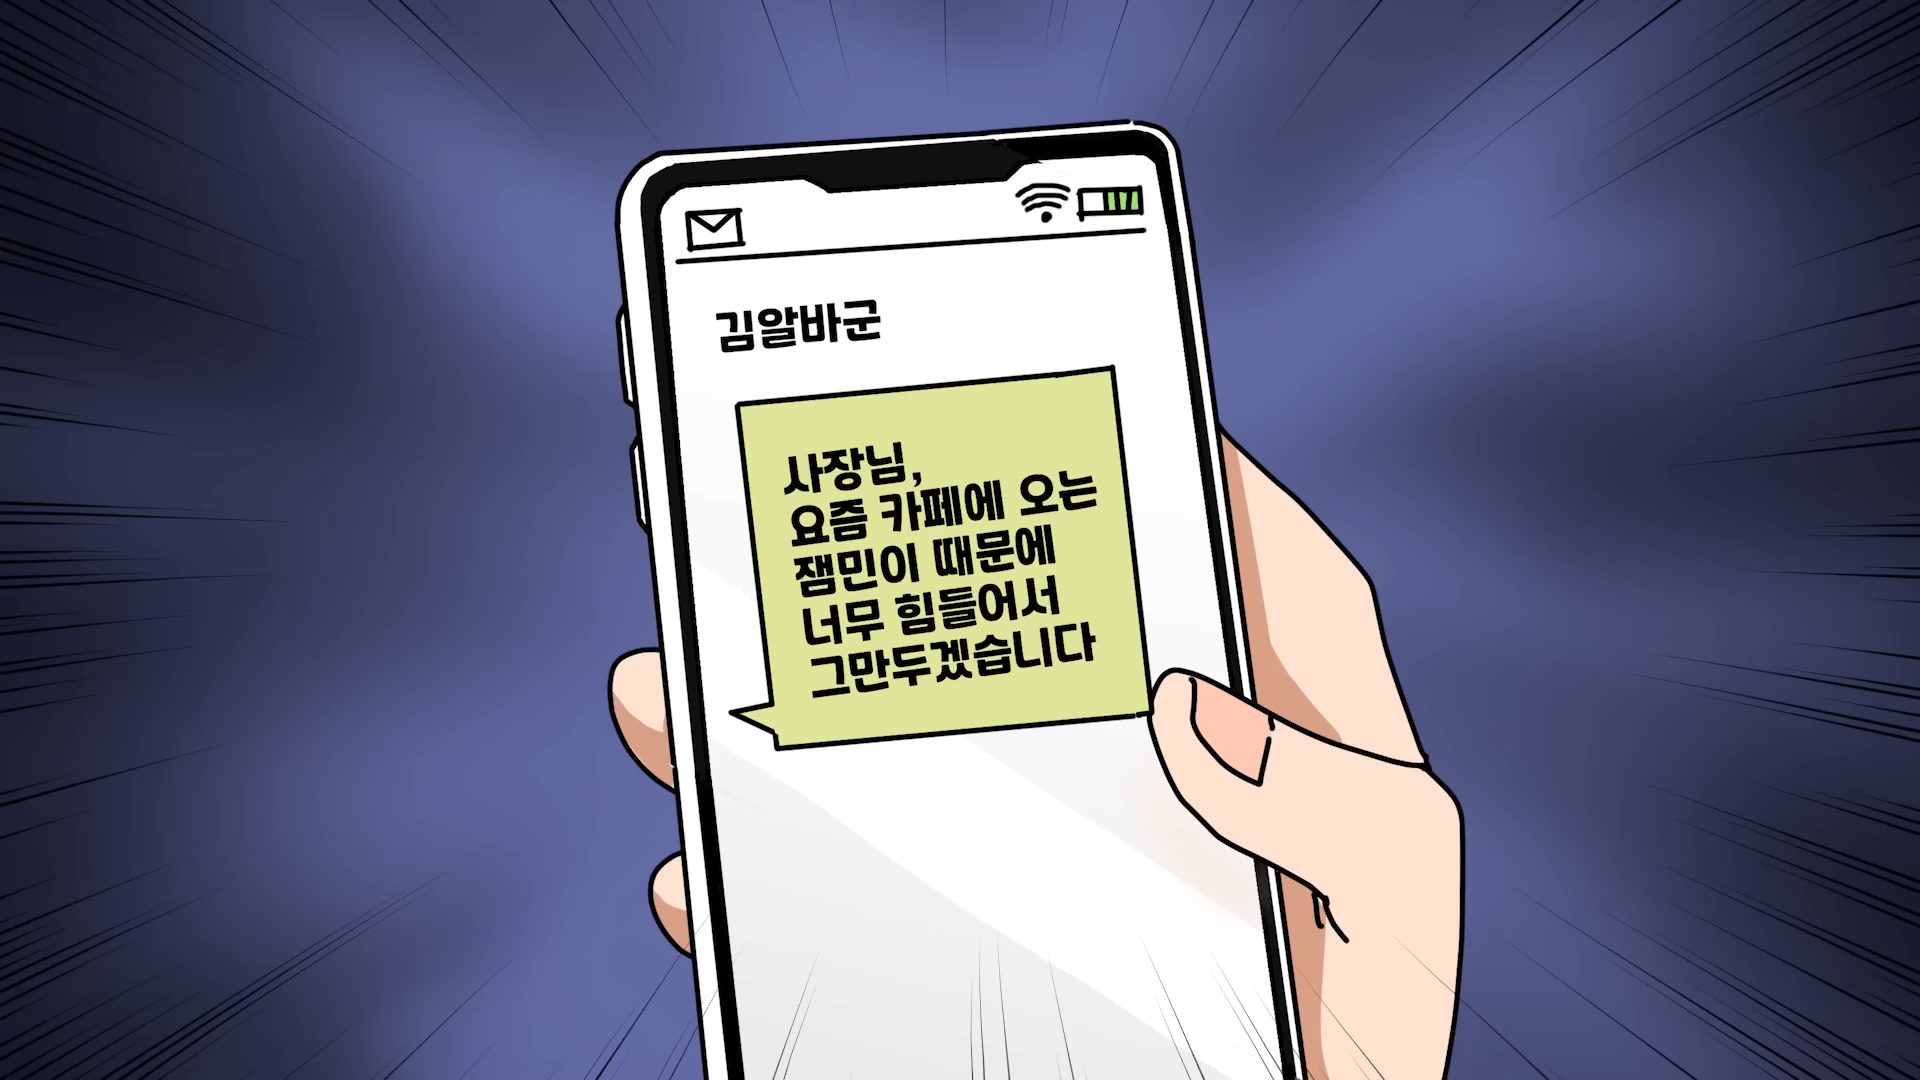 김알바군
사장님,
요즘 카페에 오는
잼민이 때문에
너무 힘들어서
그만두겠습니다